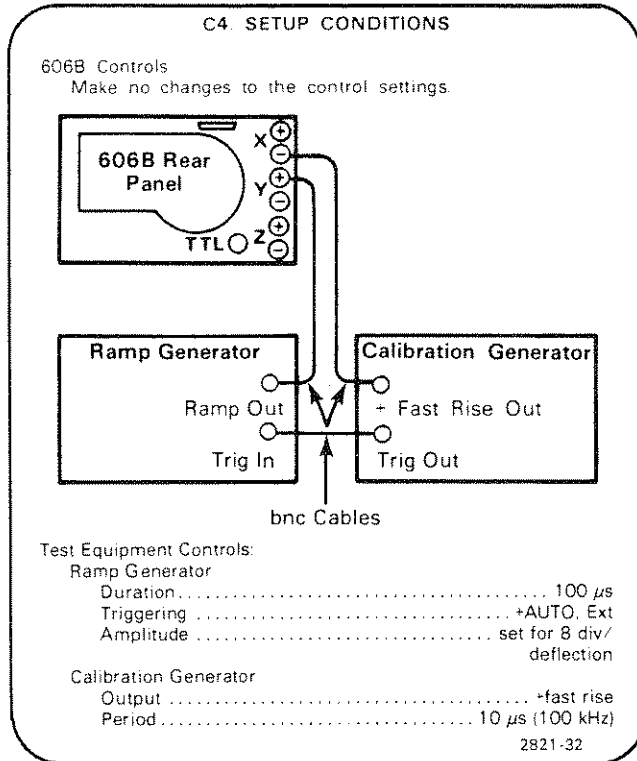 C4. SETUP CONDITIONS
606B Controls
Make no changes to the control settings.
606B Rear
Panel
X + −
Y + −
Z + −
TTL
Ramp Generator
Calibration Generator
Ramp Out
+ Fast Rise Out
Trig In
Trig Out
bnc Cables
Test Equipment Controls:
Ramp Generator
Duration........................................ 100 µs
Triggering .................................. +AUTO, Ext
Amplitude ................................. set for 8 div/
deflection
Calibration Generator
Output ...................................... +fast rise
Period ............................... 10 µs (100 kHz)
2821-32